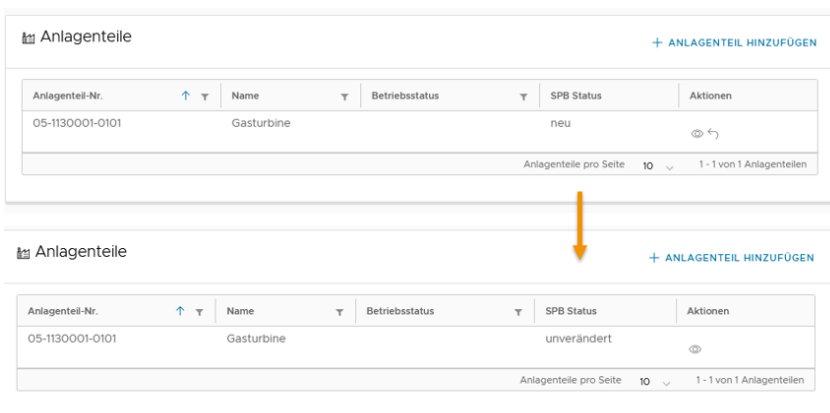 Anlagenteile
+ ANLAGENTEIL HINZUFÜGEN
Anlagenteil-Nr. Name Betriebsstatus SPB Status Aktionen
05-1130001-0101 Gasturbine neu
Anlagenteile pro Seite 10 1 - 1 von 1 Anlagenteilen
Anlagenteile
+ ANLAGENTEIL HINZUFÜGEN
Anlagenteil-Nr. Name Betriebsstatus SPB Status Aktionen
05-1130001-0101 Gasturbine unverändert
Anlagenteile pro Seite 10 1 - 1 von 1 Anlagenteilen